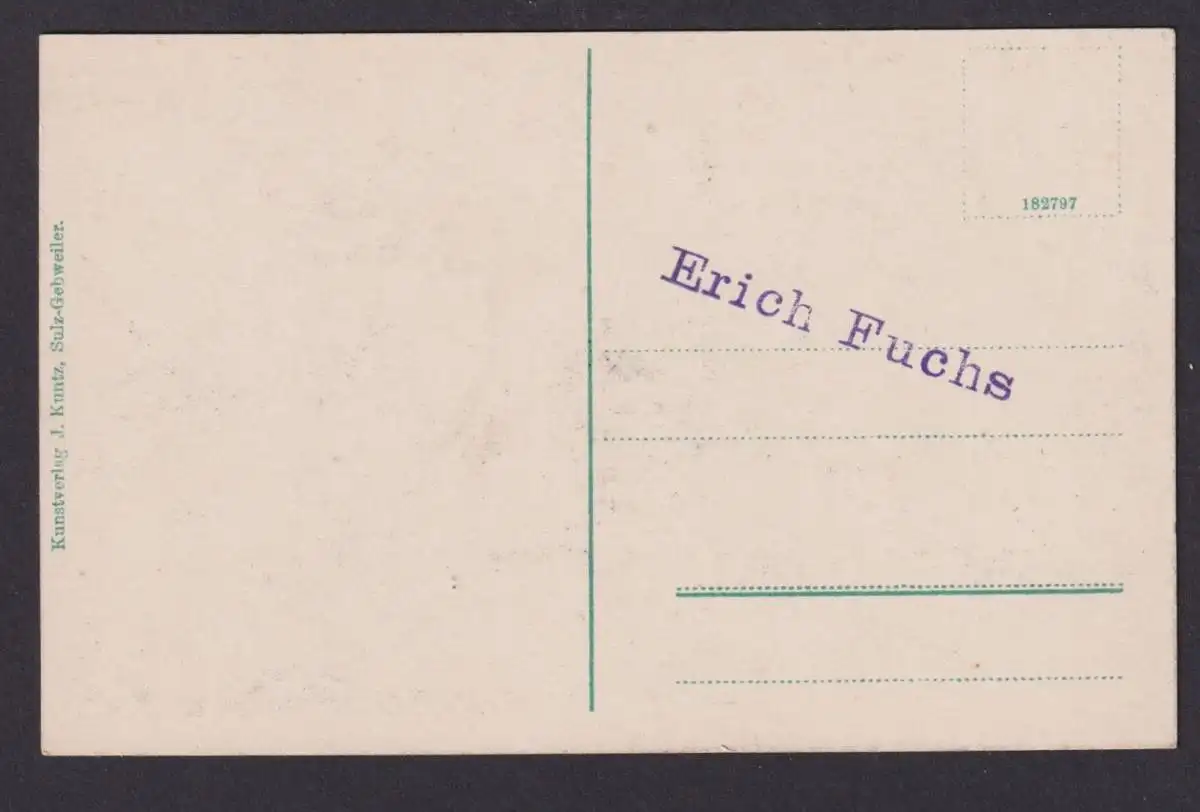 Kunstverlag J. Kuntz, Sulz-Gebweiler.
182797
Erich Fuchs